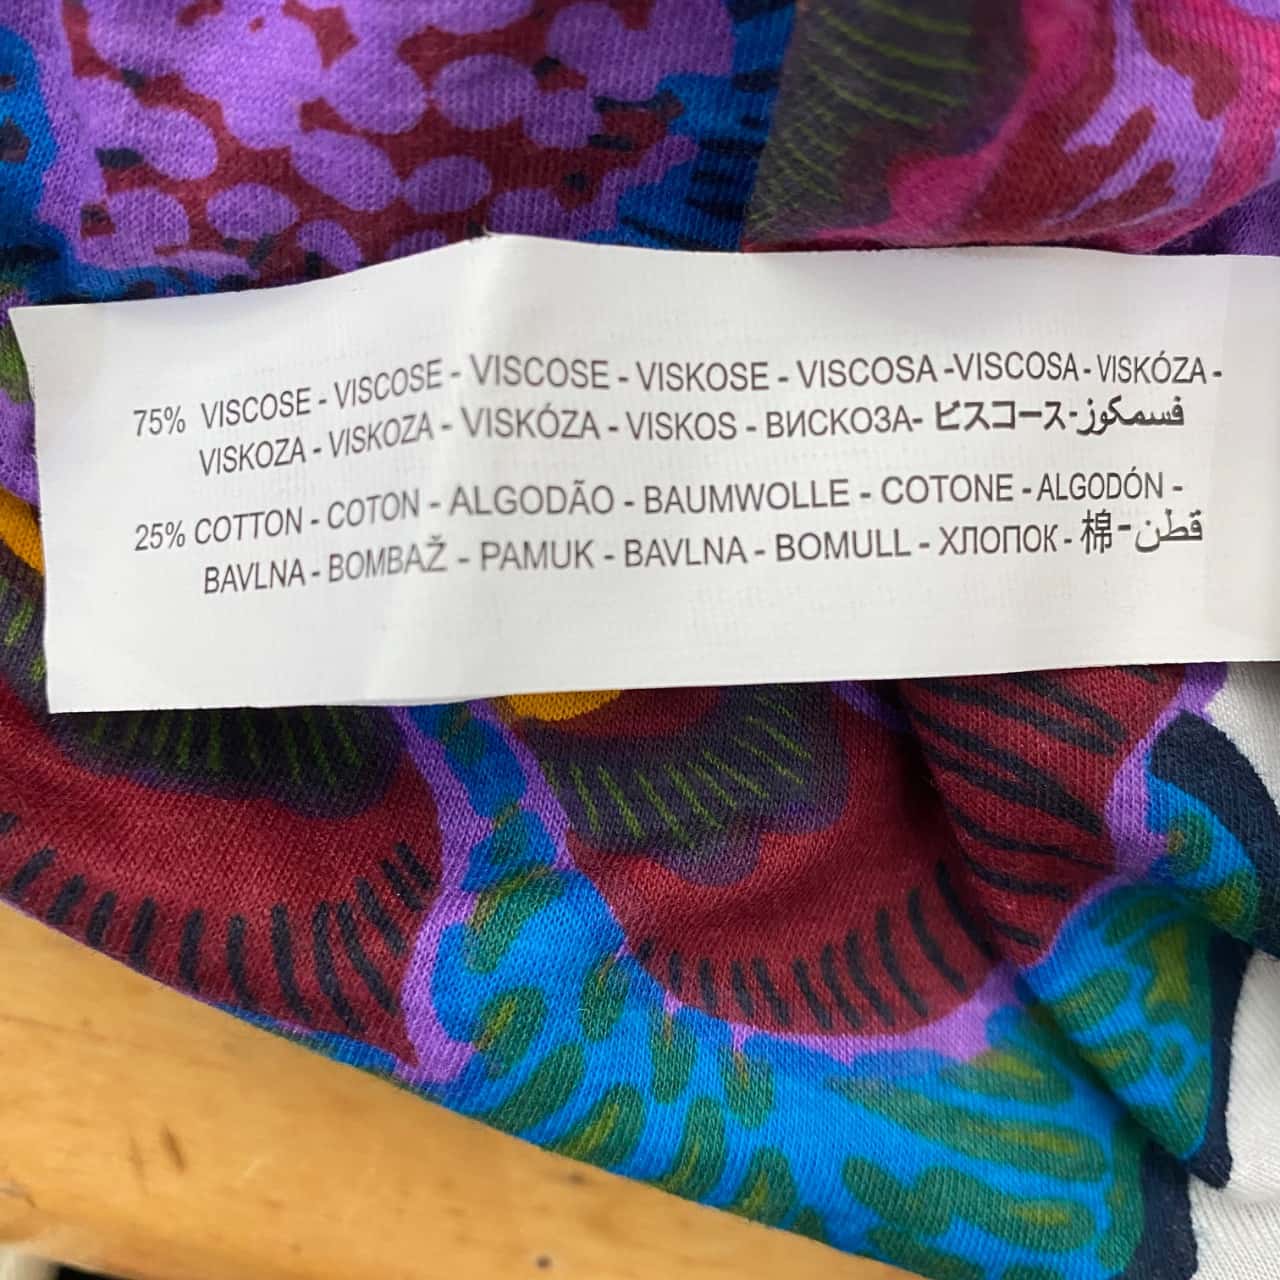 75% VISCOSE - VISCOSE - VISCOSE - VISKOSE - VISCOSA -VISCOSA - VISKÓZA -
VISKOZA - VISKOZA - VISKÓZA - VISKOS - ВИСКОЗА- ビスコース-فسمكوز
25% COTTON - COTON - ALGODÃO - BAUMWOLLE - COTONE - ALGODÓN -
BAVLNA - BOMBAŽ - PAMUK - BAVLNA - BOMULL - ХЛОПОК - 棉-قطن